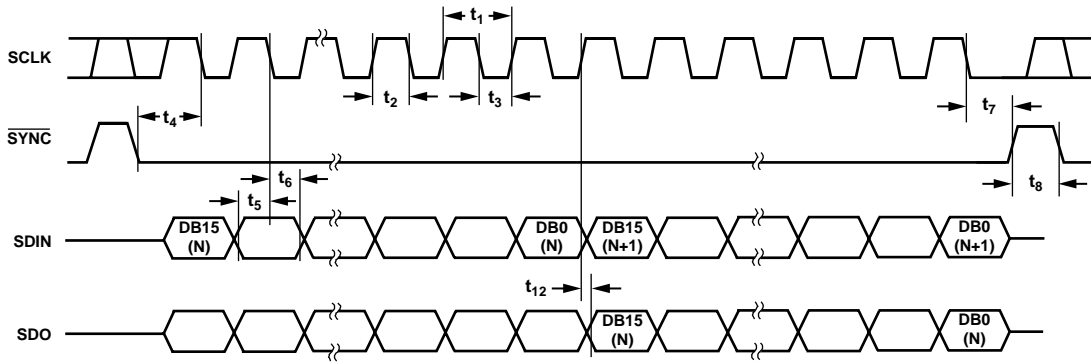 t1
SCLK
t2
t3
t4
t7
SYNC
t6
t5
t8
SDIN
DB15
(N)
DB0
(N)
DB15
(N+1)
DB0
(N+1)
t12
SDO
DB15
(N)
DB0
(N)